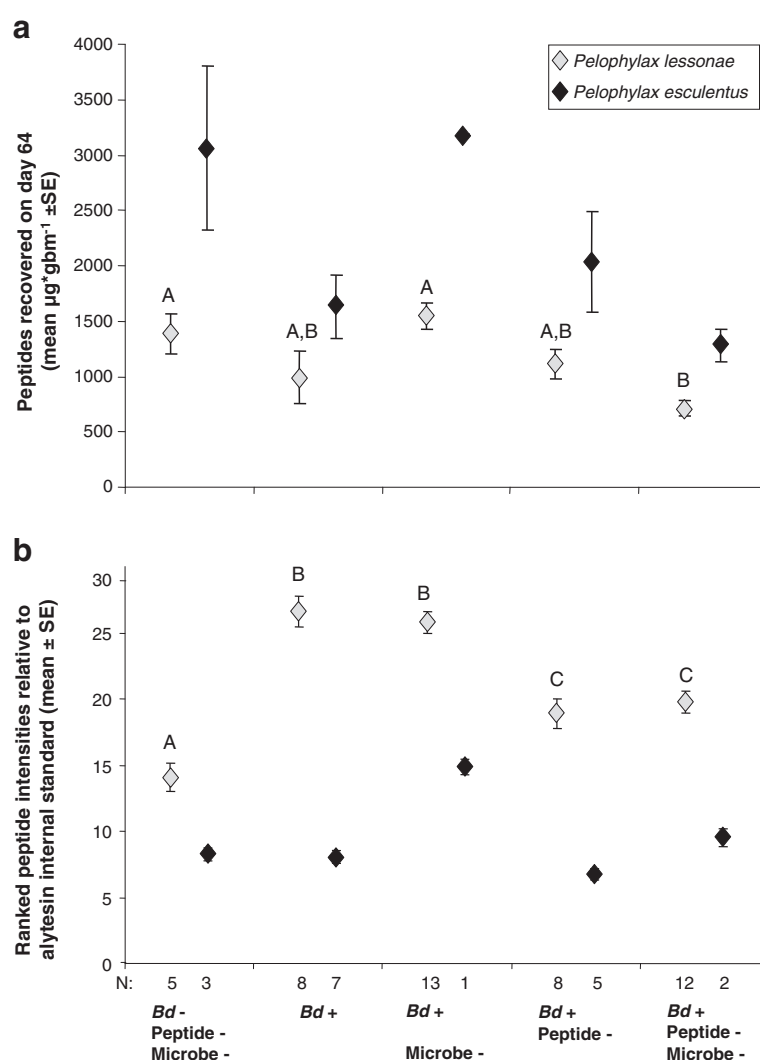 a
4000
3500
3000
2500
2000
1500
1000
500
0
Peptides recovered on day 64
(mean µg*gbm⁻¹ ±SE)
Pelophylax lessonae
Pelophylax esculentus
A
A,B
A
A,B
B
b
30
25
20
15
10
5
0
Ranked peptide intensities relative to
alytesin internal standard (mean ± SE)
A
B
B
C
C
N: 5 3 8 7 13 1 8 5 12 2
Bd - Bd + Bd + Bd + Bd +
Peptide - Peptide - Peptide -
Microbe - Microbe - Microbe -